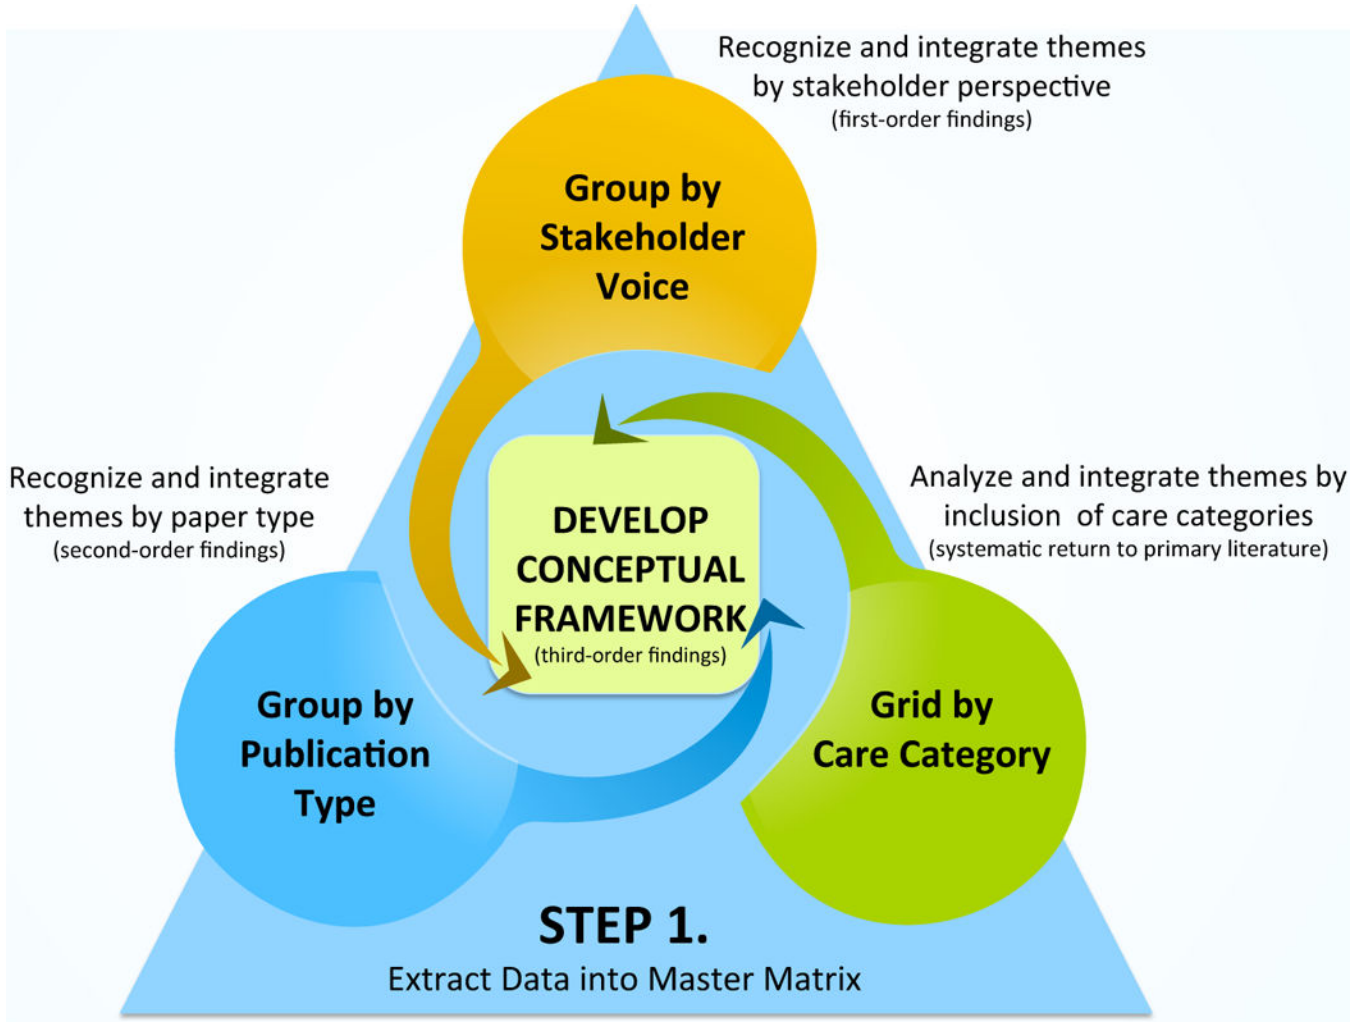 Recognize and integrate themes
by stakeholder perspective
(first-order findings)
Group by
Stakeholder
Voice
Recognize and integrate
themes by paper type
(second-order findings)
Analyze and integrate themes by
inclusion of care categories
(systematic return to primary literature)
DEVELOP
CONCEPTUAL
FRAMEWORK
(third-order findings)
Group by
Publication
Type
Grid by
Care Category
STEP 1.
Extract Data into Master Matrix